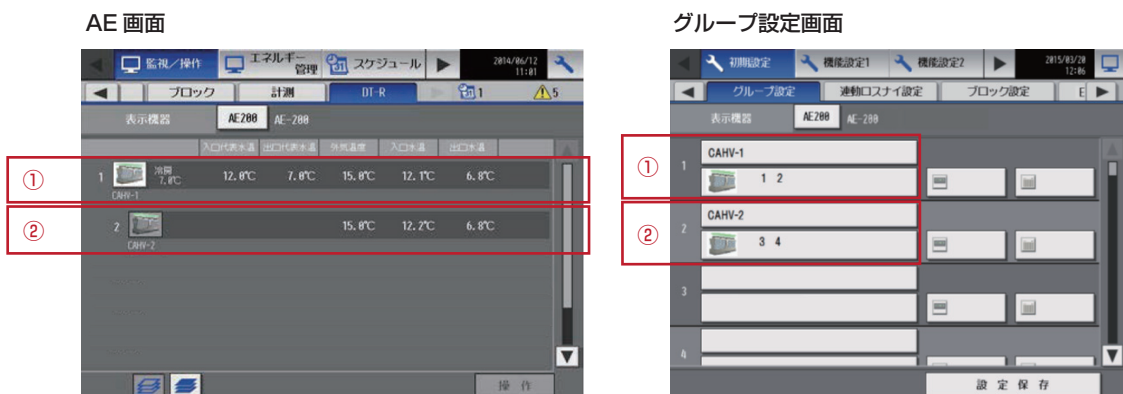 AE 画面
監視／操作
エネルギー管理
スケジュール
2014/06/12
11:01
ブロック
計測
DT-R
1
5
表示機器
AE200
AE-200
入口代表水温
出口代表水温
外気温度
入口水温
出口水温
①
1
冷房
7.0℃
12.0℃
7.0℃
15.0℃
12.1℃
6.8℃
CAHV-1
②
2
15.0℃
12.2℃
6.8℃
CAHV-2
操 作
グループ設定画面
初期設定
機能設定1
機能設定2
2015/03/20
12:06
グループ設定
連動ロスナイ設定
ブロック設定
E
表示機器
AE200
AE-200
①
1
CAHV-1
1 2
②
2
CAHV-2
3 4
3
4
設 定 保 存